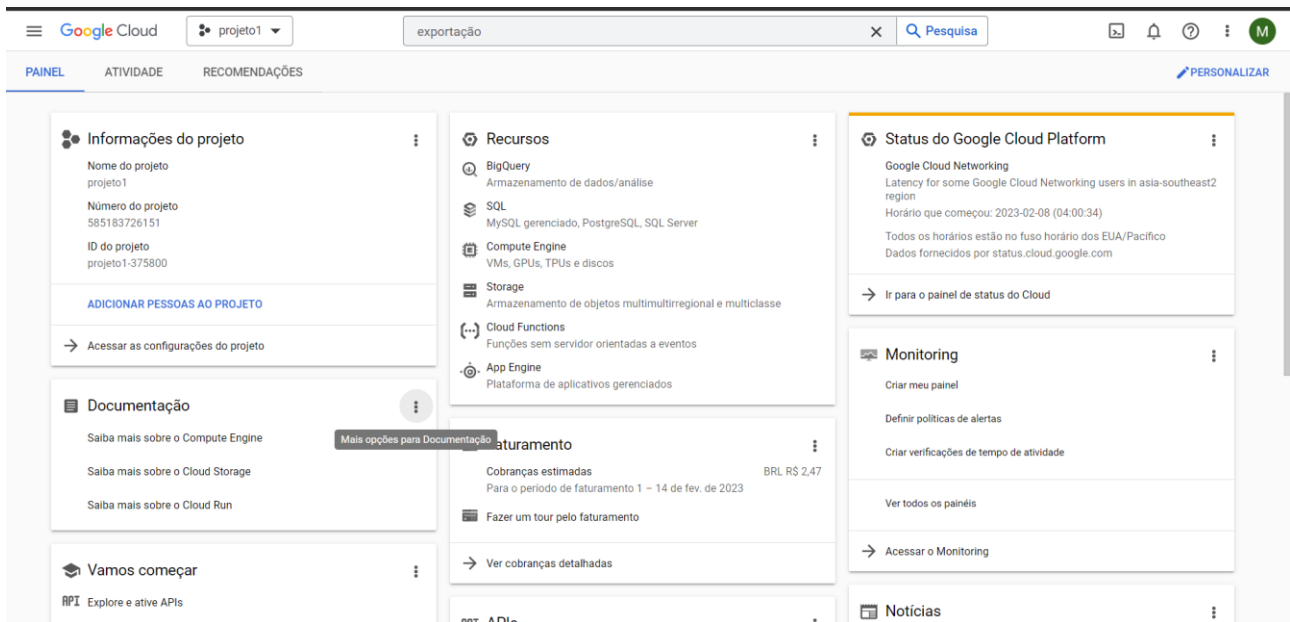 Google Cloud
projeto1
exportação
Pesquisa
M
PAINEL
ATIVIDADE
RECOMENDAÇÕES
PERSONALIZAR
Informações do projeto
Nome do projeto
projeto1
Número do projeto
585183726151
ID do projeto
projeto1-375800
ADICIONAR PESSOAS AO PROJETO
Acessar as configurações do projeto
Documentação
Mais opções para Documentação
Saiba mais sobre o Compute Engine
Saiba mais sobre o Cloud Storage
Saiba mais sobre o Cloud Run
Vamos começar
API Explore e ative APIs
Recursos
BigQuery
Armazenamento de dados/análise
SQL
MySQL gerenciado, PostgreSQL, SQL Server
Compute Engine
VMs, GPUs, TPUs e discos
Storage
Armazenamento de objetos multimultirregional e multiclasse
Cloud Functions
Funções sem servidor orientadas a eventos
App Engine
Plataforma de aplicativos gerenciados
aturamento
Cobranças estimadas
BRL R$ 2,47
Para o período de faturamento 1 – 14 de fev. de 2023
Fazer um tour pelo faturamento
Ver cobranças detalhadas
API APIs
Status do Google Cloud Platform
Google Cloud Networking
Latency for some Google Cloud Networking users in asia-southeast2
region
Horário que começou: 2023-02-08 (04:00:34)
Todos os horários estão no fuso horário dos EUA/Pacífico
Dados fornecidos por status.cloud.google.com
Ir para o painel de status do Cloud
Monitoring
Criar meu painel
Definir políticas de alertas
Criar verificações de tempo de atividade
Ver todos os painéis
Acessar o Monitoring
Notícias